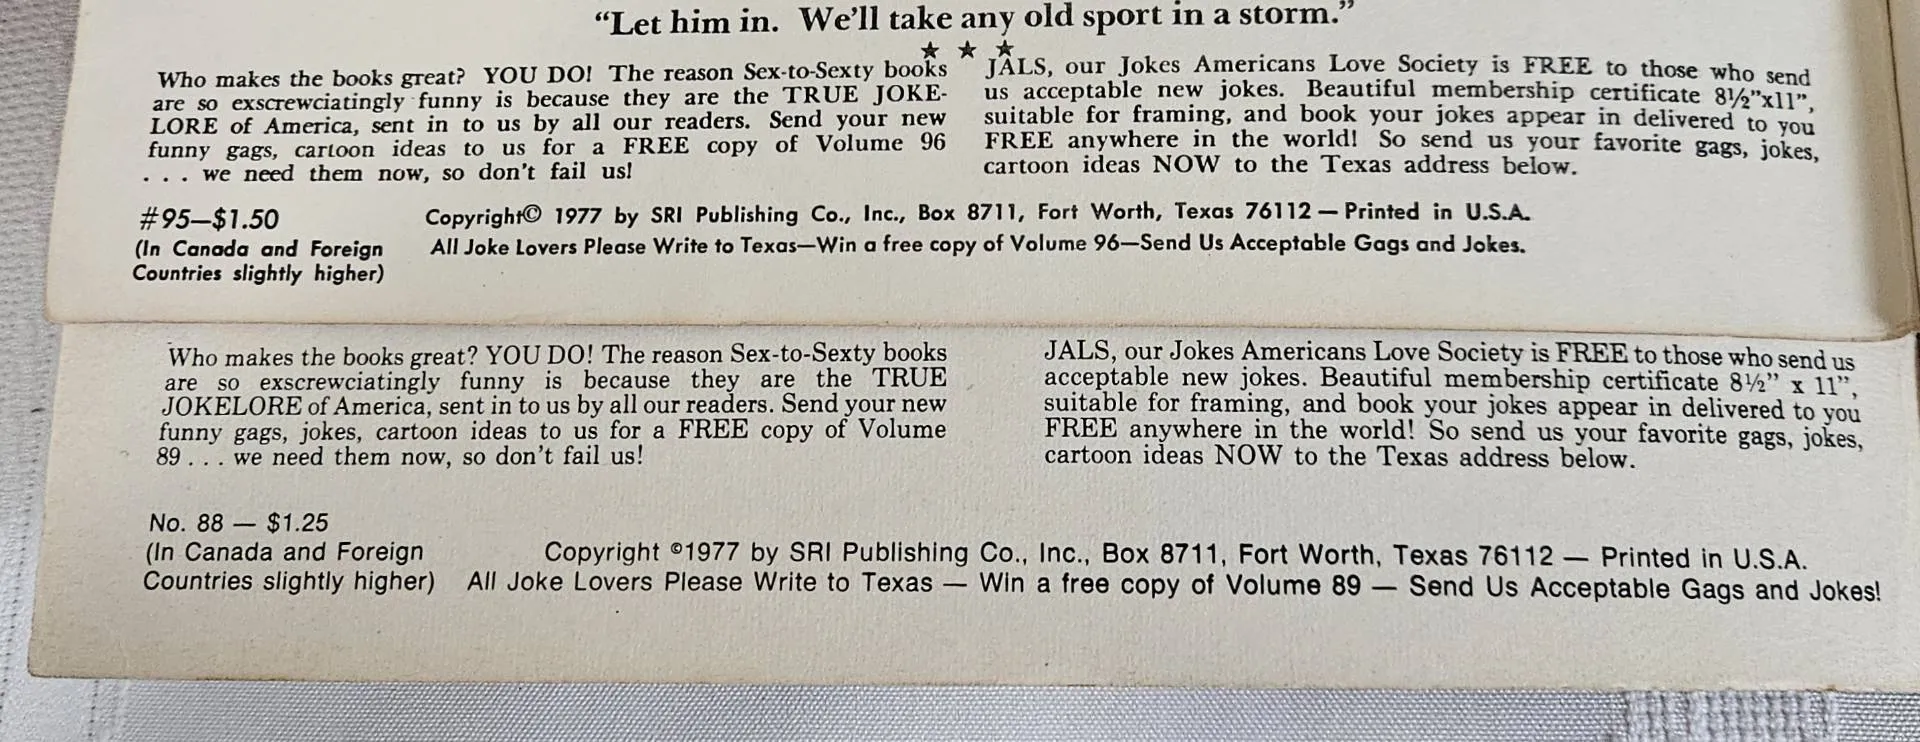 “Let him in. We’ll take any old sport in a storm.”
★ ★ ★
Who makes the books great? YOU DO! The reason Sex-to-Sexty books
are so exscrewciatingly funny is because they are the TRUE JOKE-
LORE of America, sent in to us by all our readers. Send your new
funny gags, cartoon ideas to us for a FREE copy of Volume 96
. . . we need them now, so don’t fail us!
JALS, our Jokes Americans Love Society is FREE to those who send
us acceptable new jokes. Beautiful membership certificate 8½”x11”,
suitable for framing, and book your jokes appear in delivered to you
FREE anywhere in the world! So send us your favorite gags, jokes,
cartoon ideas NOW to the Texas address below.
#95—$1.50
(In Canada and Foreign
Countries slightly higher)
Copyright© 1977 by SRI Publishing Co., Inc., Box 8711, Fort Worth, Texas 76112 — Printed in U.S.A.
All Joke Lovers Please Write to Texas—Win a free copy of Volume 96—Send Us Acceptable Gags and Jokes.
Who makes the books great? YOU DO! The reason Sex-to-Sexty books
are so exscrewciatingly funny is because they are the TRUE
JOKELORE of America, sent in to us by all our readers. Send your new
funny gags, jokes, cartoon ideas to us for a FREE copy of Volume
89 . . . we need them now, so don’t fail us!
JALS, our Jokes Americans Love Society is FREE to those who send us
acceptable new jokes. Beautiful membership certificate 8½” x 11”,
suitable for framing, and book your jokes appear in delivered to you
FREE anywhere in the world! So send us your favorite gags, jokes,
cartoon ideas NOW to the Texas address below.
No. 88 — $1.25
(In Canada and Foreign
Countries slightly higher)
Copyright ©1977 by SRI Publishing Co., Inc., Box 8711, Fort Worth, Texas 76112 — Printed in U.S.A.
All Joke Lovers Please Write to Texas — Win a free copy of Volume 89 — Send Us Acceptable Gags and Jokes!